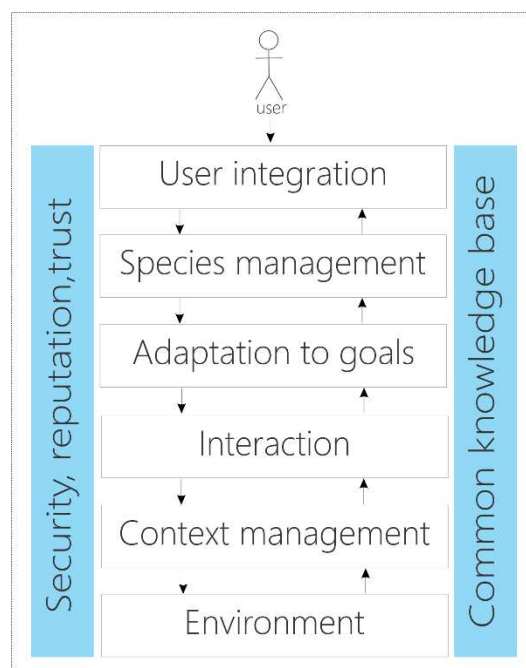 user
User integration
Species management
Adaptation to goals
Interaction
Context management
Environment
Security, reputation,trust
Common knowledge base